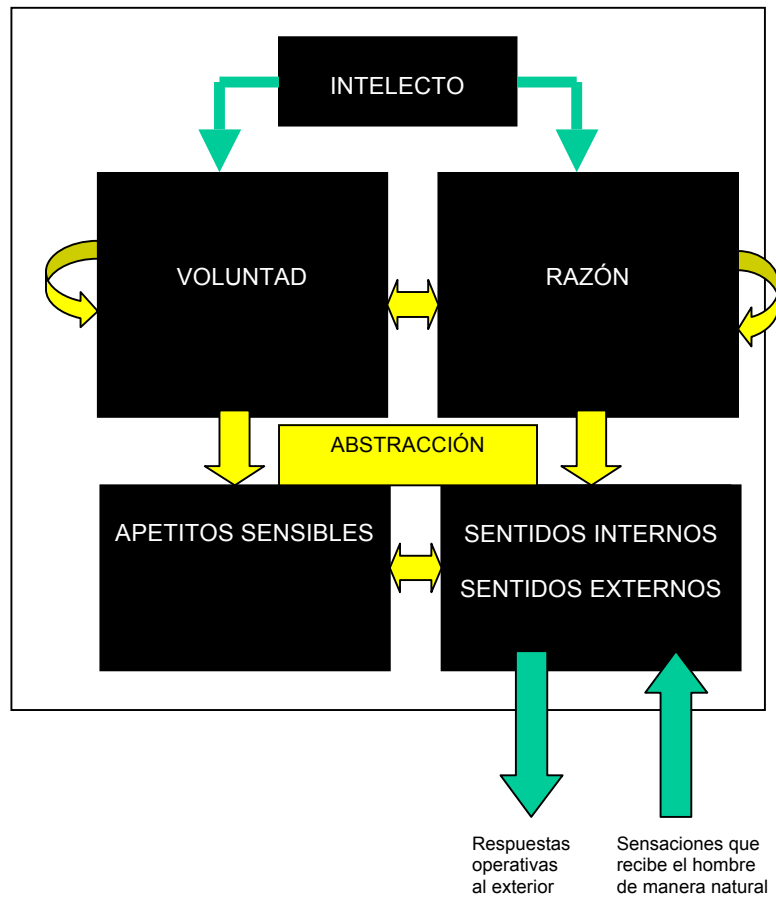 INTELECTO
VOLUNTAD
RAZÓN
ABSTRACCIÓN
APETITOS SENSIBLES
SENTIDOS INTERNOS
SENTIDOS EXTERNOS
Respuestas
operativas
al exterior
Sensaciones que
recibe el hombre
de manera natural